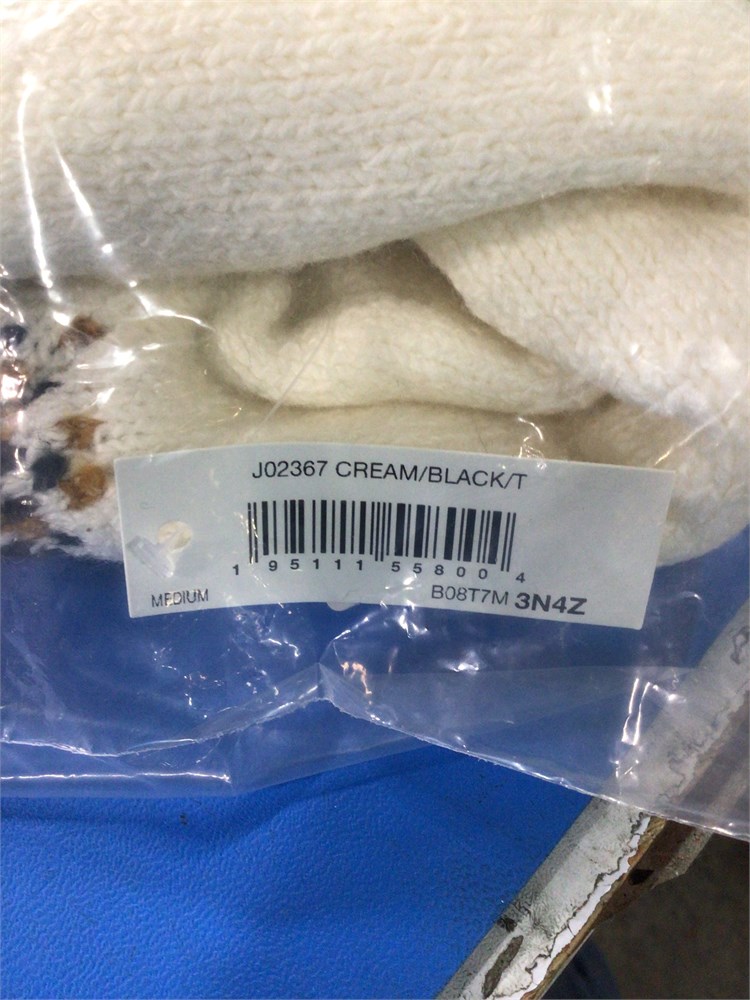 J02367 CREAM/BLACK/T
1 95111 55800 4
MEDIUM
B08T7M 3N4Z